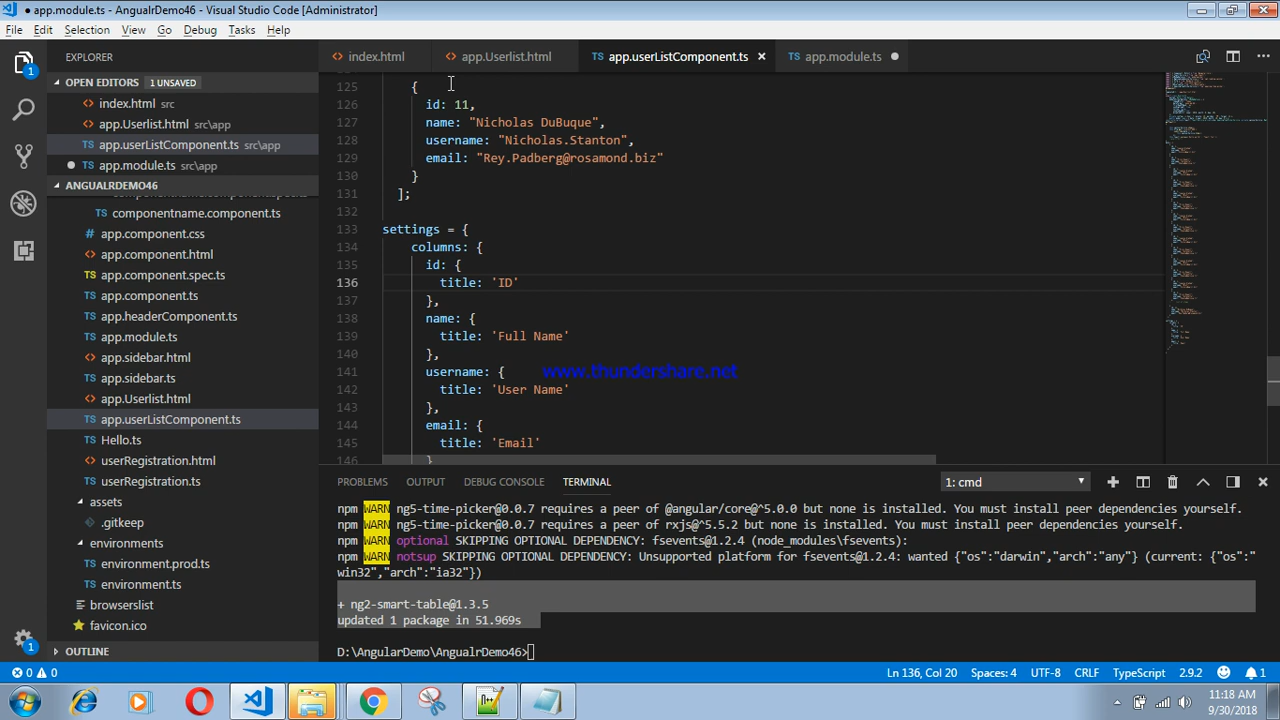 ● app.module.ts - AngualrDemo46 - Visual Studio Code [Administrator]
File Edit Selection View Go Debug Tasks Help
EXPLORER
index.html
app.Userlist.html
TS app.userListComponent.ts ×
TS app.module.ts ●
OPEN EDITORS 1 UNSAVED
index.html src
app.Userlist.html src\app
app.userListComponent.ts src\app
app.module.ts src\app
ANGUALRDEMO46
TS componentname.component.ts
# app.component.css
app.component.html
TS app.component.spec.ts
TS app.component.ts
TS app.headerComponent.ts
TS app.module.ts
app.sidebar.html
TS app.sidebar.ts
app.Userlist.html
TS app.userListComponent.ts
TS Hello.ts
userRegistration.html
TS userRegistration.ts
assets
.gitkeep
environments
TS environment.prod.ts
TS environment.ts
browserslist
favicon.ico
OUTLINE
1
1
125 {
126 id: 11,
127 name: "Nicholas DuBuque",
128 username: "Nicholas.Stanton",
129 email: "Rey.Padberg@rosamond.biz"
130 }
131 ];
132
133 settings = {
134 columns: {
135 id: {
136 title: 'ID'
137 },
138 name: {
139 title: 'Full Name'
140 },
141 username: {
142 title: 'User Name'
143 },
144 email: {
145 title: 'Email'
146 }
www.thundershare.net
PROBLEMS OUTPUT DEBUG CONSOLE TERMINAL 1: cmd
npm WARN ng5-time-picker@0.0.7 requires a peer of @angular/core@^5.0.0 but none is installed. You must install peer dependencies yourself.
npm WARN ng5-time-picker@0.0.7 requires a peer of rxjs@^5.5.2 but none is installed. You must install peer dependencies yourself.
npm WARN optional SKIPPING OPTIONAL DEPENDENCY: fsevents@1.2.4 (node_modules\fsevents):
npm WARN notsup SKIPPING OPTIONAL DEPENDENCY: Unsupported platform for fsevents@1.2.4: wanted {"os":"darwin","arch":"any"} (current: {"os":"
win32","arch":"ia32"})
+ ng2-smart-table@1.3.5
updated 1 package in 51.969s
D:\AngularDemo\AngualrDemo46>
0 0
Ln 136, Col 20 Spaces: 4 UTF-8 CRLF TypeScript 2.9.2 1
11:18 AM
9/30/2018